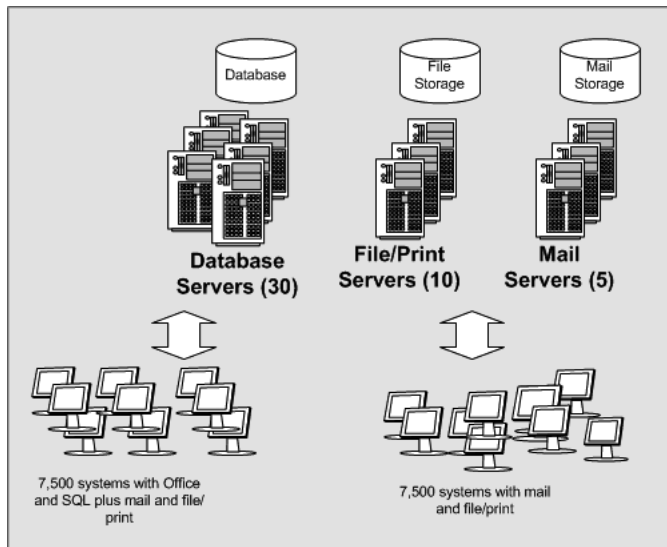 Database
File
Storage
Mail
Storage
Database
Servers (30)
File/Print
Servers (10)
Mail
Servers (5)
7,500 systems with Office
and SQL plus mail and file/
print
7,500 systems with mail
and file/print